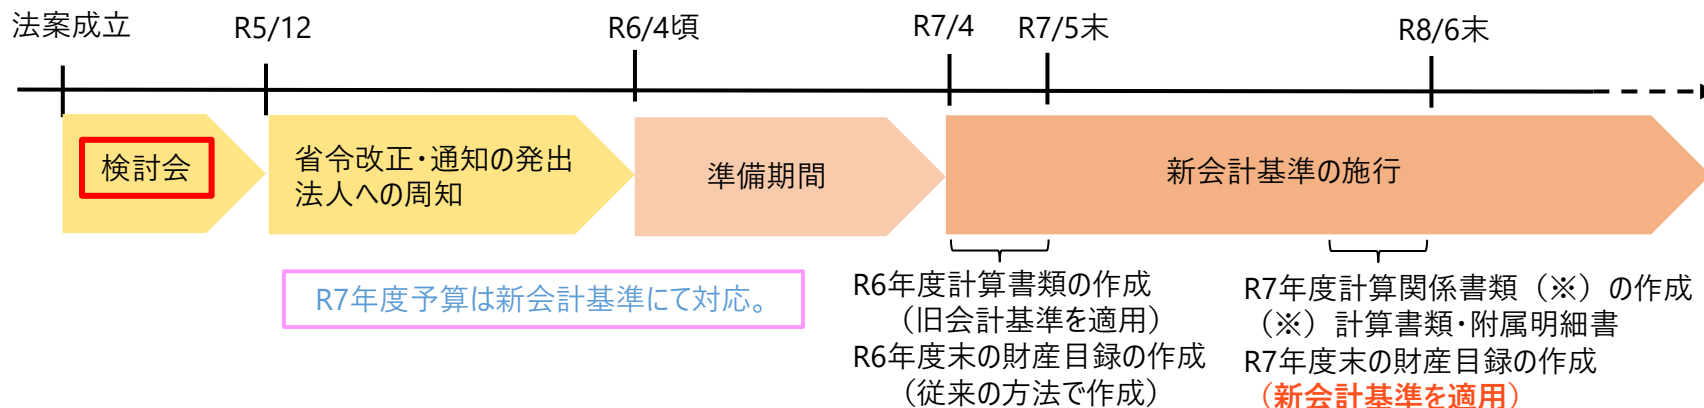 法案成立
R5/12
R6/4頃
R7/4
R7/5末
R8/6末
検討会
省令改正・通知の発出
法人への周知
準備期間
新会計基準の施行
R7年度予算は新会計基準にて対応。
R6年度計算書類の作成
（旧会計基準を適用）
R6年度末の財産目録の作成
（従来の方法で作成）
R7年度計算関係書類（※）の作成
（※）計算書類・附属明細書
R7年度末の財産目録の作成
（新会計基準を適用）